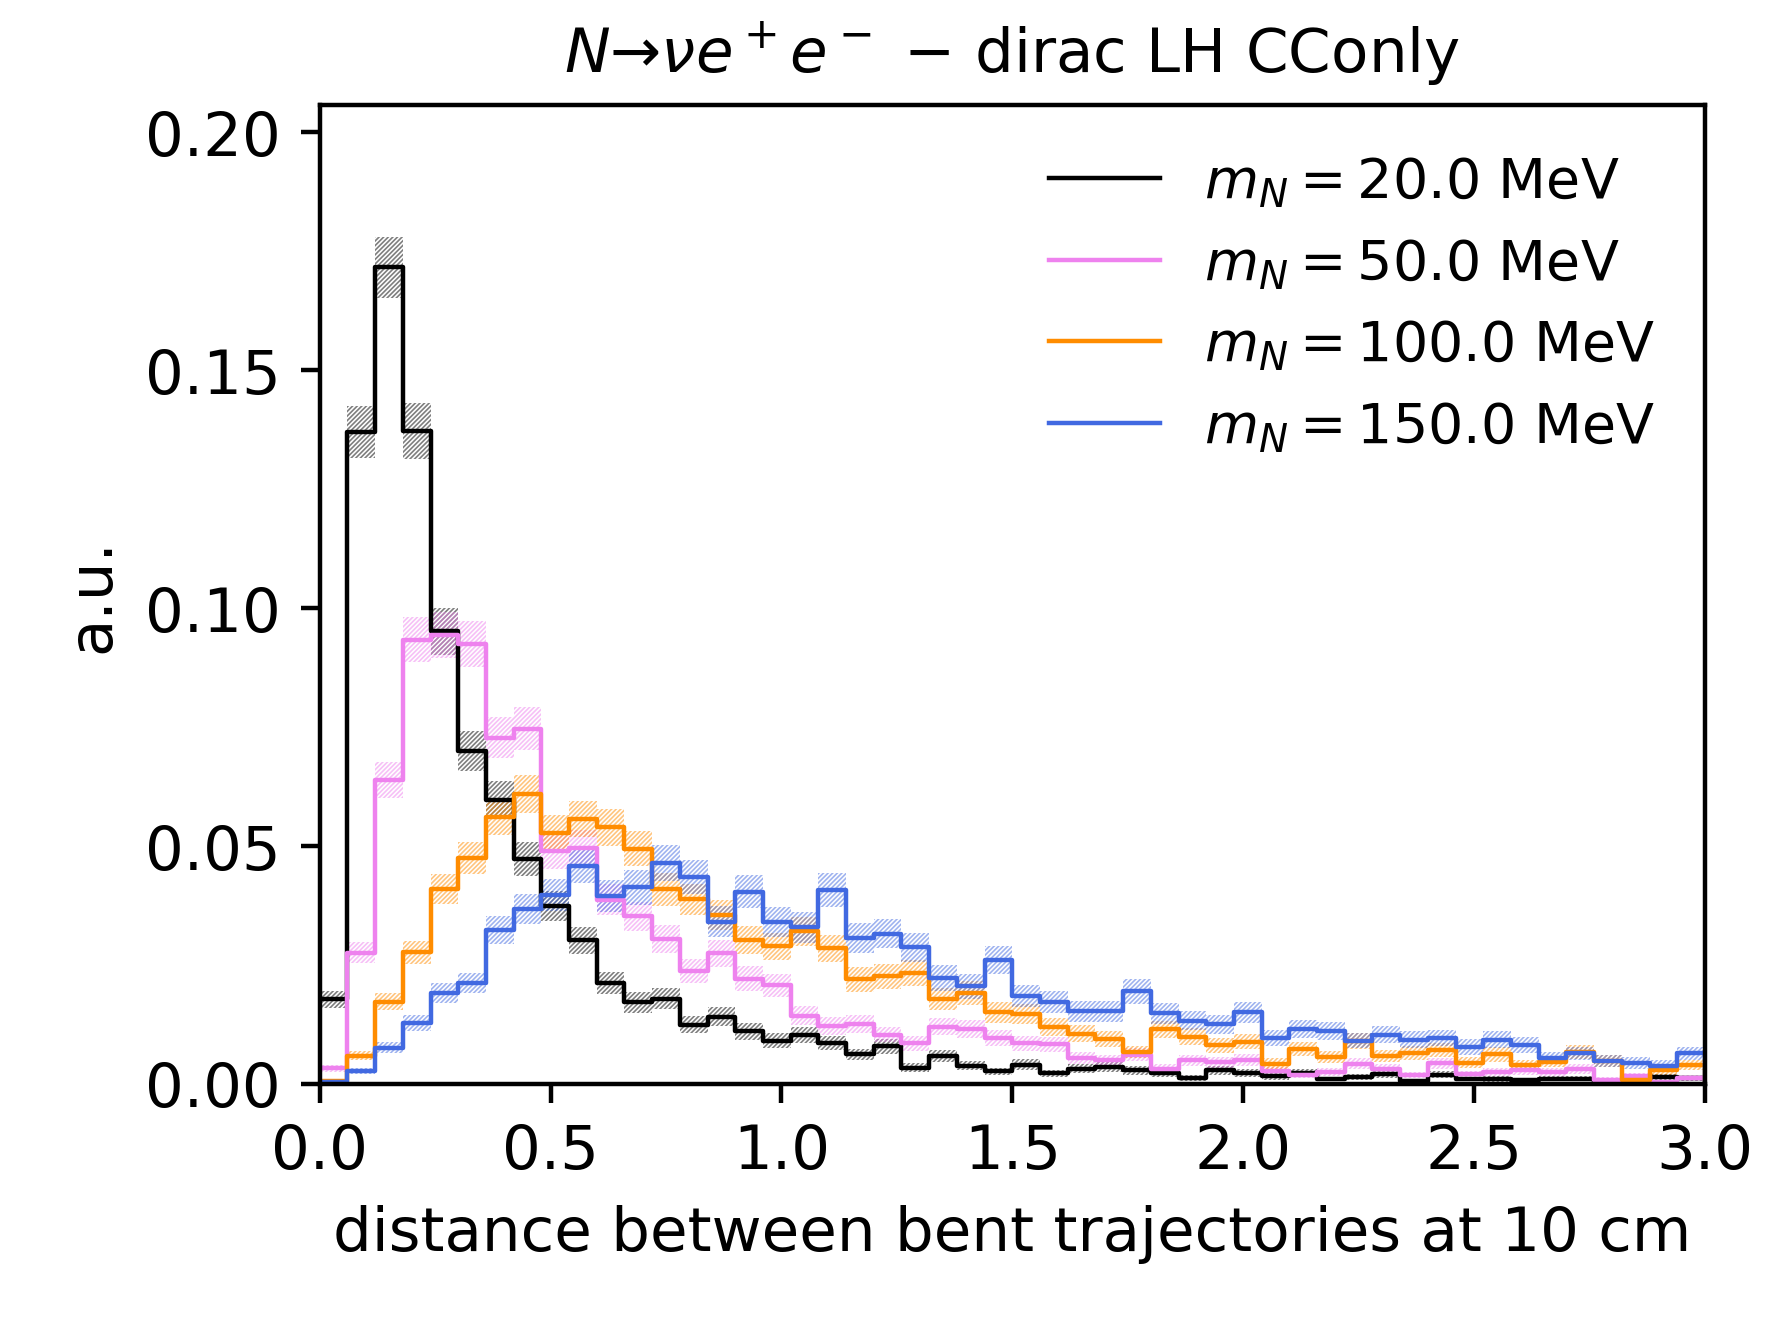 N→νe⁺e⁻ − dirac LH CConly
0.20
0.15
0.10
0.05
0.00
a.u.
m_N = 20.0 MeV
m_N = 50.0 MeV
m_N = 100.0 MeV
m_N = 150.0 MeV
0.0 0.5 1.0 1.5 2.0 2.5 3.0
distance between bent trajectories at 10 cm